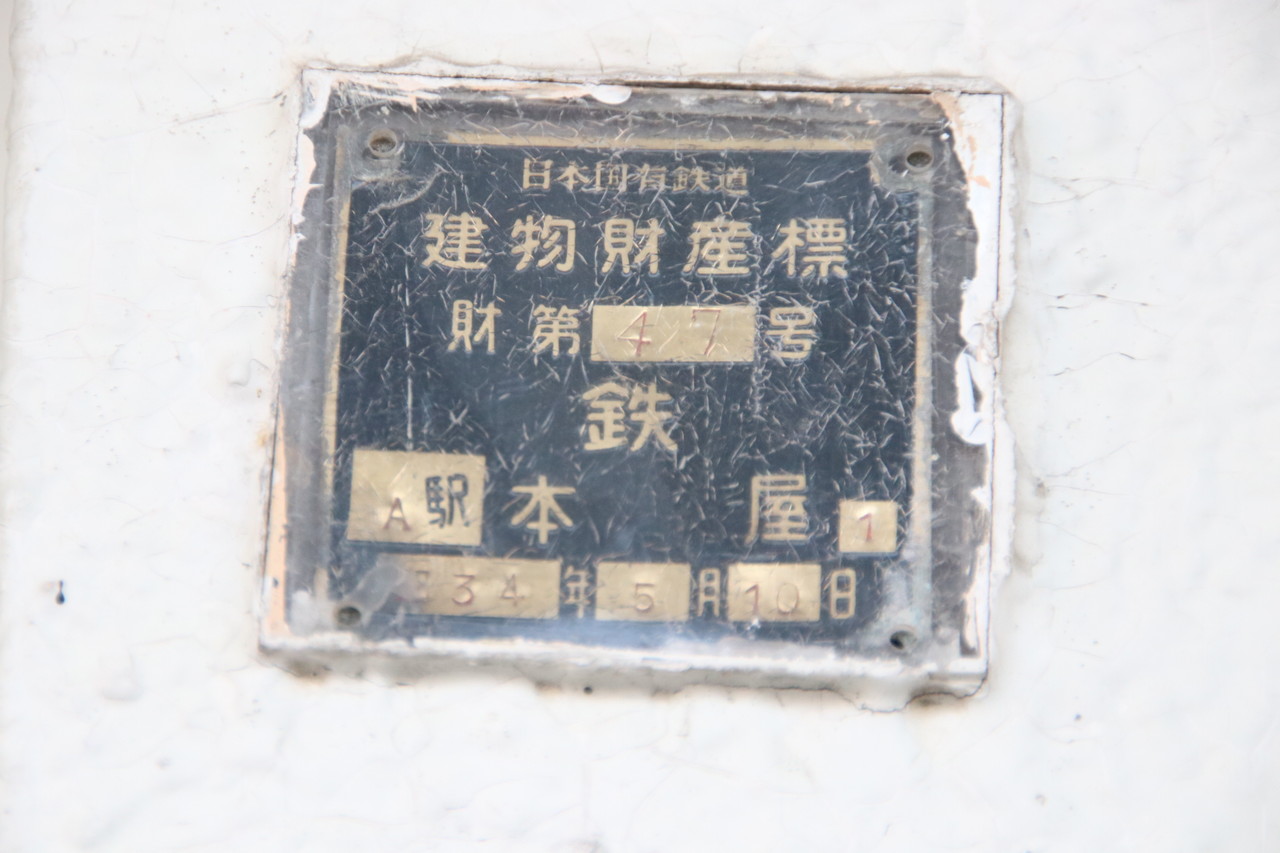 日本国有鉄道
建物財産標
財第47号
鉄
A駅本 屋1
34年5月10日